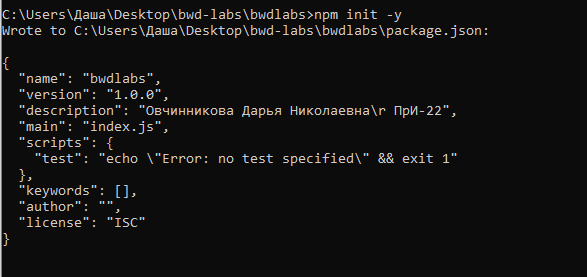 C:\Users\Даша\Desktop\bwd-labs\bwdlabs>npm init -y
Wrote to C:\Users\Даша\Desktop\bwd-labs\bwdlabs\package.json:
{
  "name": "bwdlabs",
  "version": "1.0.0",
  "description": "Овчинникова Дарья Николаевна\r ПрИ-22",
  "main": "index.js",
  "scripts": {
    "test": "echo \"Error: no test specified\" && exit 1"
  },
  "keywords": [],
  "author": "",
  "license": "ISC"
}